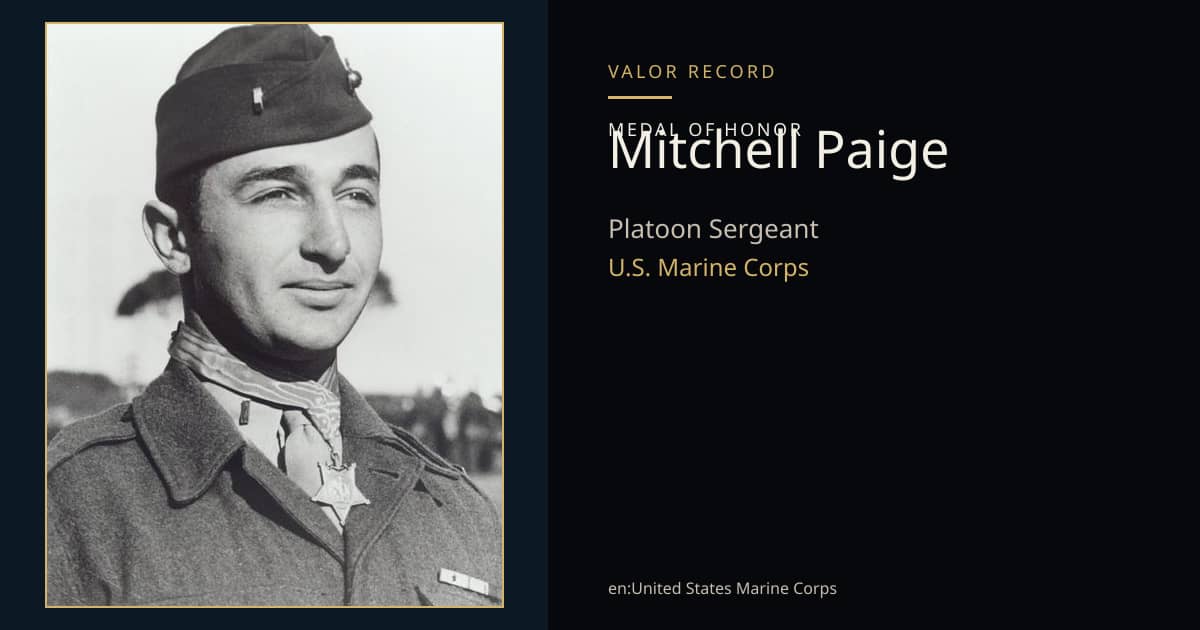 VALOR RECORD
MEDAL OF HONOR
Mitchell Paige
Platoon Sergeant
U.S. Marine Corps
en:United States Marine Corps